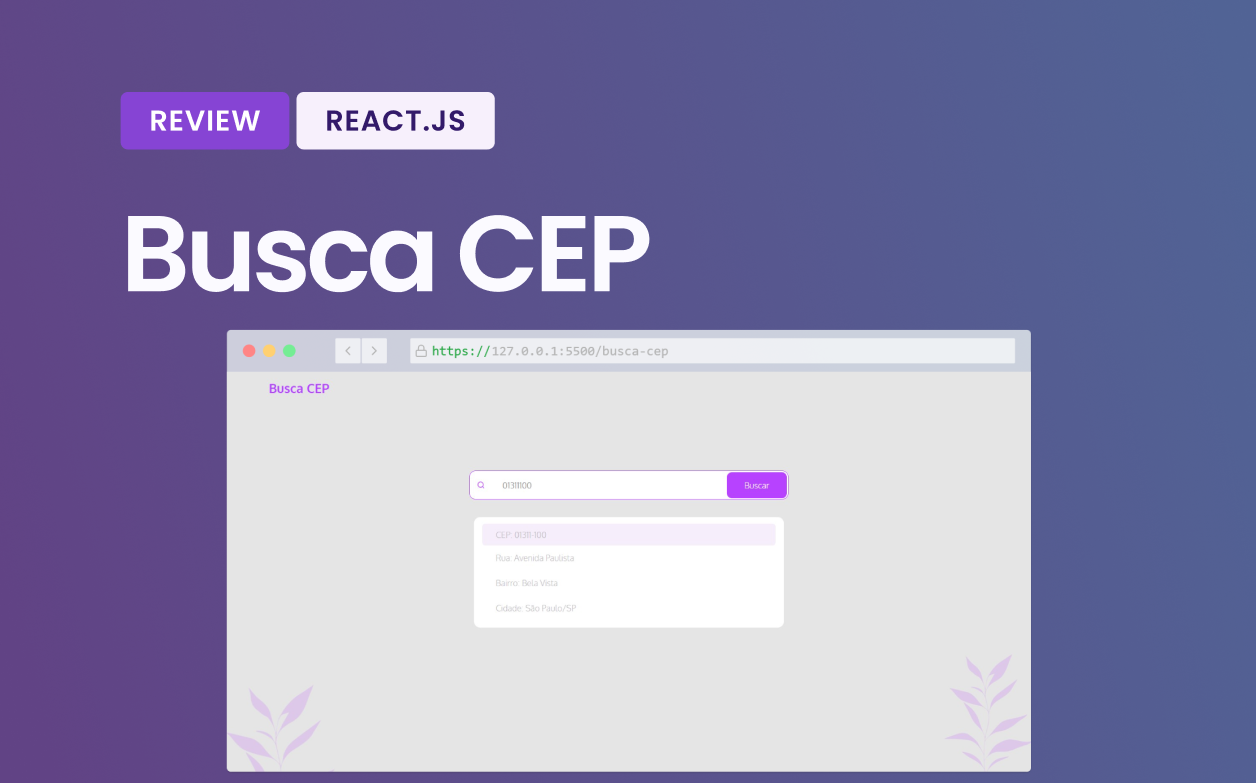 REVIEW REACT.JS
Busca CEP
https://127.0.0.1:5500/busca-cep
Busca CEP
01311100 Buscar
CEP: 01311-100
Rua: Avenida Paulista
Bairro: Bela Vista
Cidade: São Paulo/SP